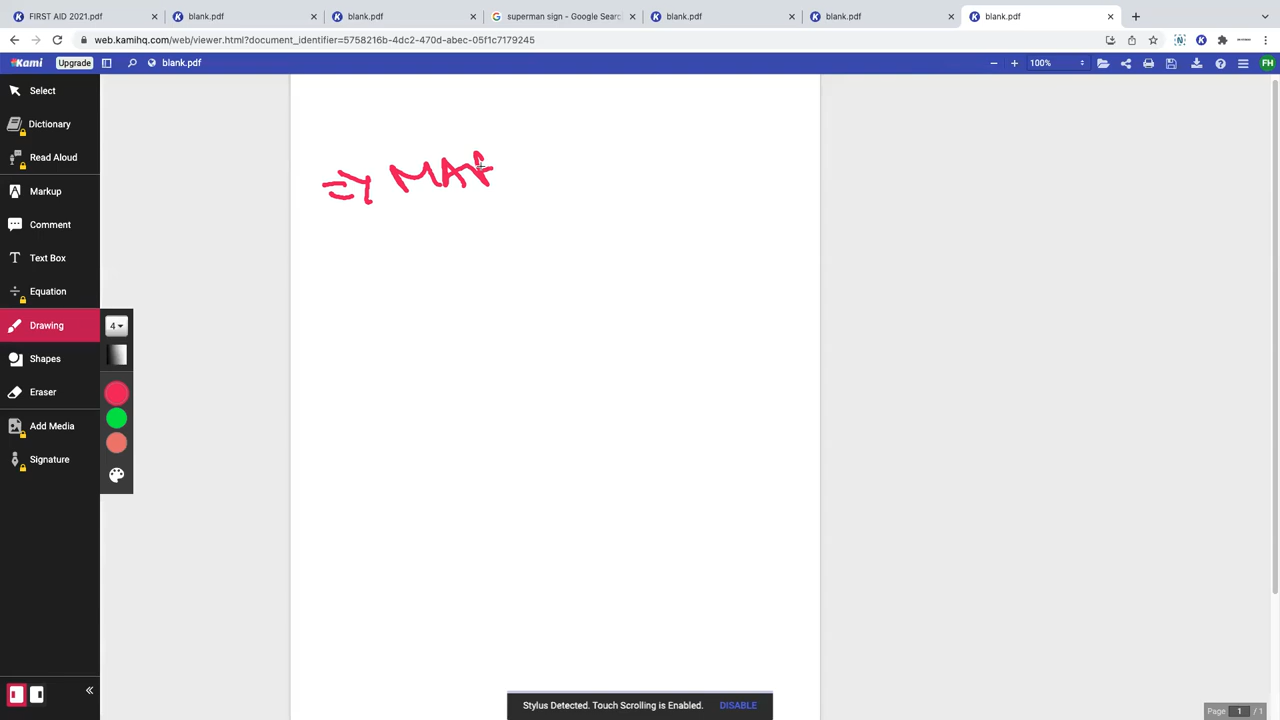 FIRST AID 2021.pdf
blank.pdf
blank.pdf
superman sign - Google Searc
blank.pdf
blank.pdf
blank.pdf
web.kamihq.com/web/viewer.html?document_identifier=5758216b-4dc2-470d-abec-05f1c7179245
Kami Upgrade blank.pdf 100% FH
Select
Dictionary
Read Aloud
Markup
Comment
Text Box
Equation
Drawing
4
Shapes
Eraser
Add Media
Signature
=>
Stylus Detected. Touch Scrolling is Enabled. DISABLE
Page 1 / 1